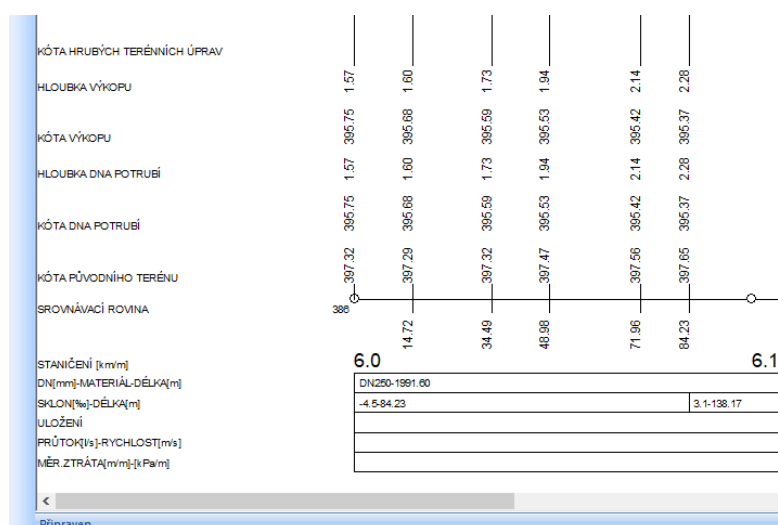 KÓTA HRUBÝCH TERÉNNÍCH ÚPRAV
HLOUBKA VÝKOPU 1.57 1.60 1.73 1.94 2.14 2.28
KÓTA VÝKOPU 395.75 395.68 395.59 395.53 395.42 395.37
HLOUBKA DNA POTRUBÍ 1.57 1.60 1.73 1.94 2.14 2.28
KÓTA DNA POTRUBÍ 395.75 395.68 395.59 395.53 395.42 395.37
KÓTA PŮVODNÍHO TERÉNU 397.32 397.29 397.32 397.47 397.56 397.65
SROVNÁVACÍ ROVINA 386
14.72 34.49 48.98 71.96 84.23
STANIČENÍ [km/m] 6.0 6.1
DN[mm]-MATERIÁL-DÉLKA[m] DN250-1991.60
SKLON[‰]-DÉLKA[m] -4.5-84.23 3.1-138.17
ULOŽENÍ
PRŮTOK[l/s]-RYCHLOST[m/s]
MĚR.ZTRÁTA[m/m]-[kPa/m]
Připraven